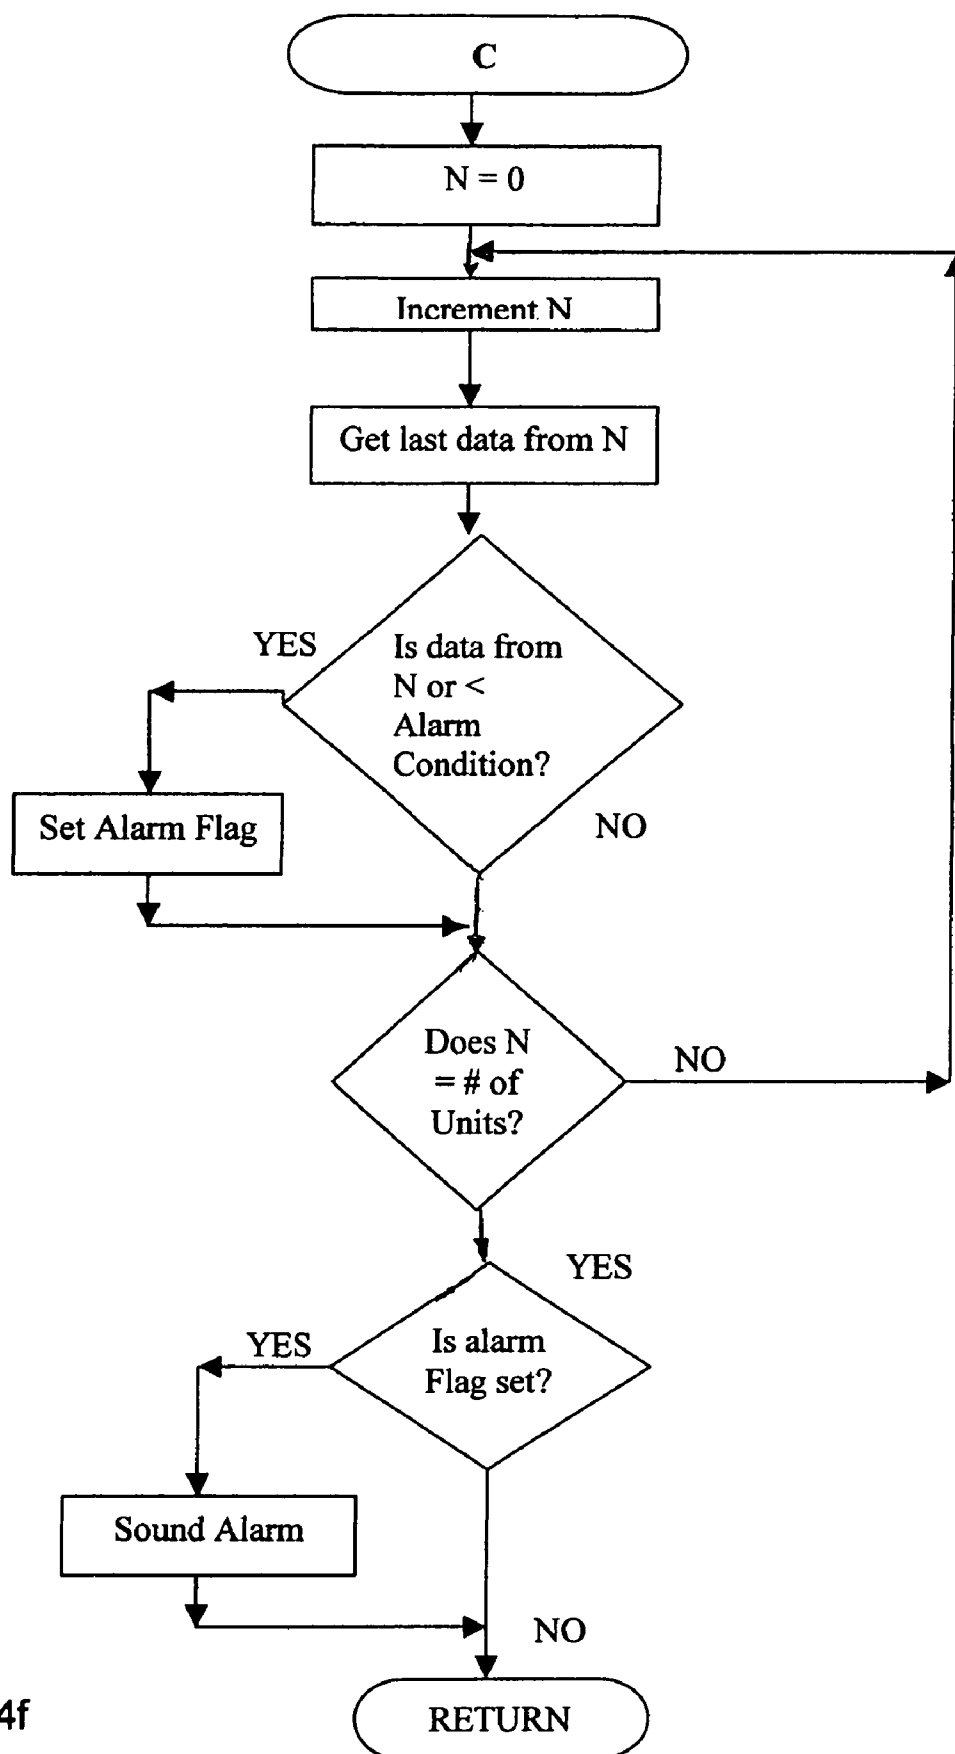 C
N = 0
Increment N
Get last data from N
YES
Is data from
N or <
Alarm
Condition?
Set Alarm Flag
NO
Does N
= # of
Units?
NO
YES
YES
Is alarm
Flag set?
Sound Alarm
NO
RETURN
4f